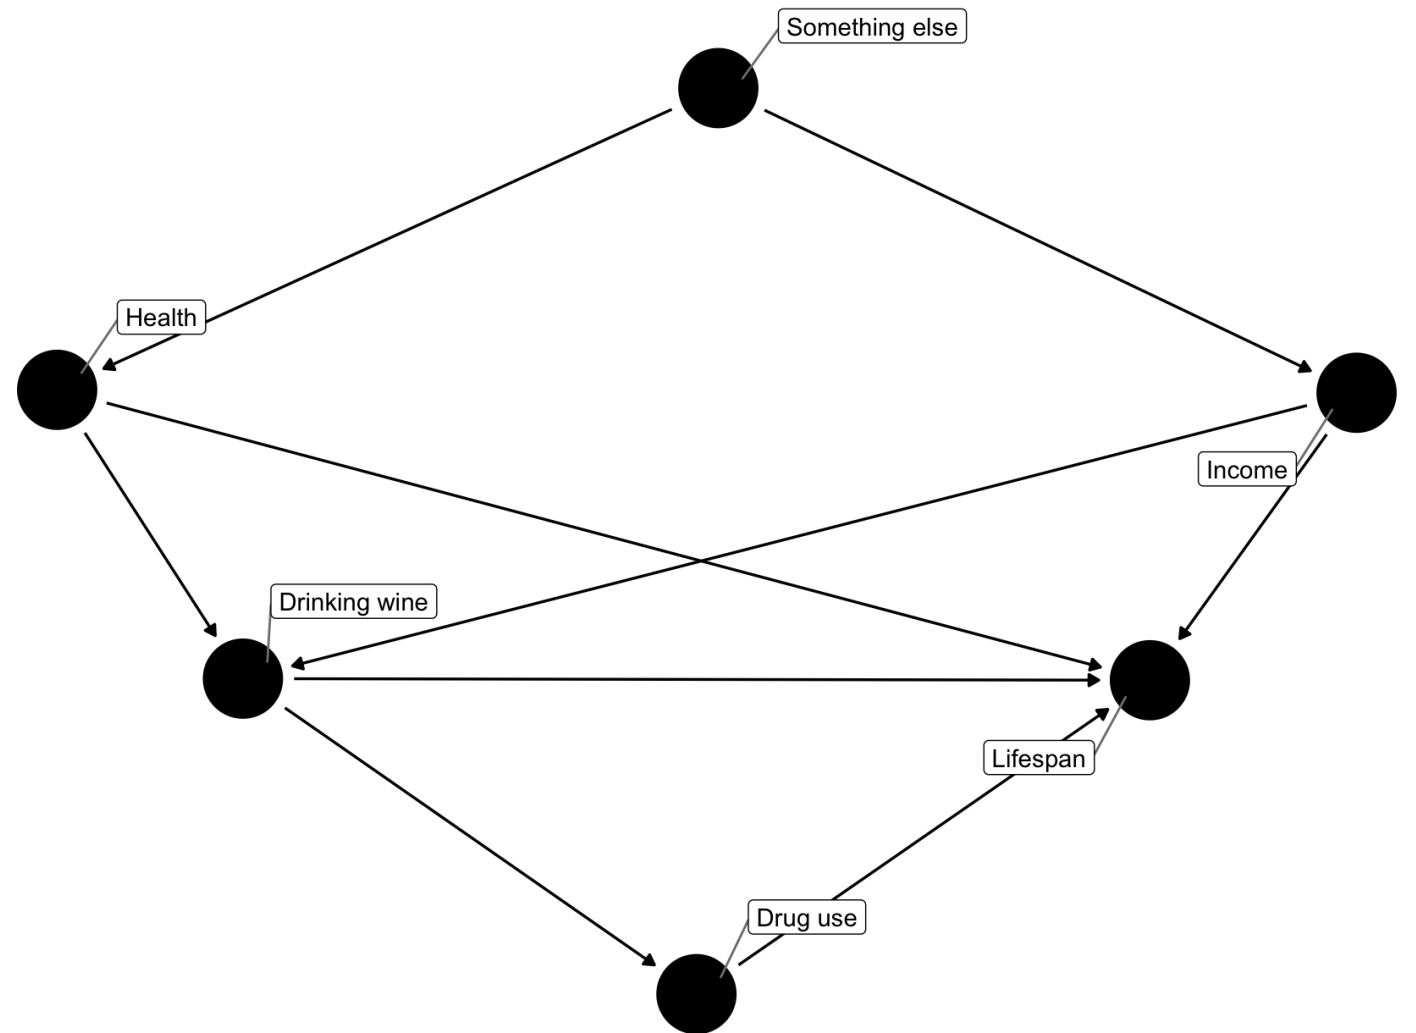 Something else
Health
Income
Drinking wine
Lifespan
Drug use